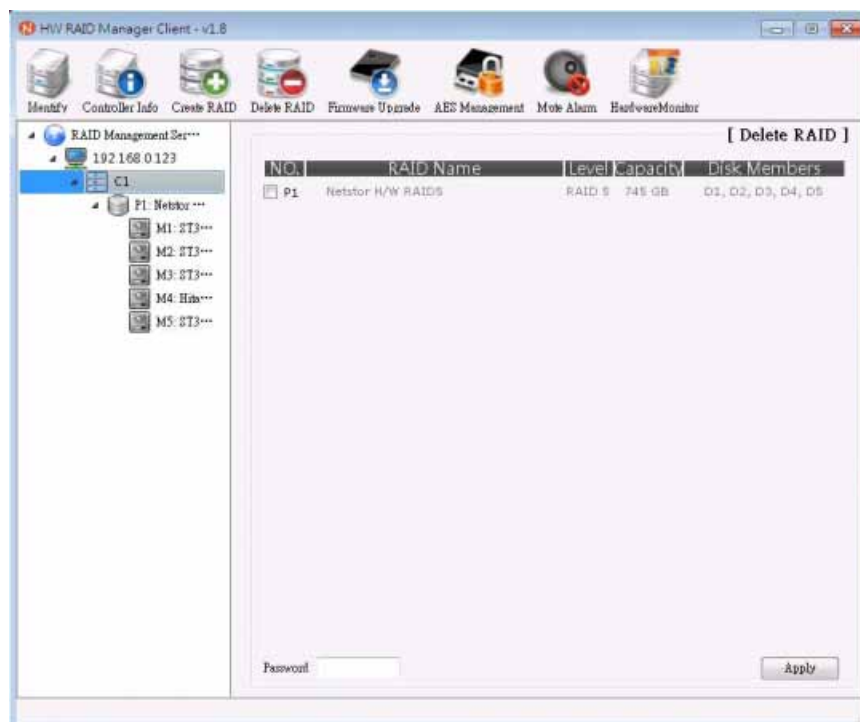 HW RAID Manager Client - v1.8
Identify Controller Info Create RAID Delete RAID Firmware Upgrade AES Management Mute Alarm HardwareMonitor
RAID Management Ser...
192.168.0.123
C1
P1: Netstor ...
M1: ST3...
M2: ST3...
M3: ST3...
M4: Hita...
M5: ST3...
[ Delete RAID ]
NO. RAID Name Level Capacity Disk Members
P1 Netstor H/W RAID5 RAID 5 745 GB D1, D2, D3, D4, D5
Password Apply